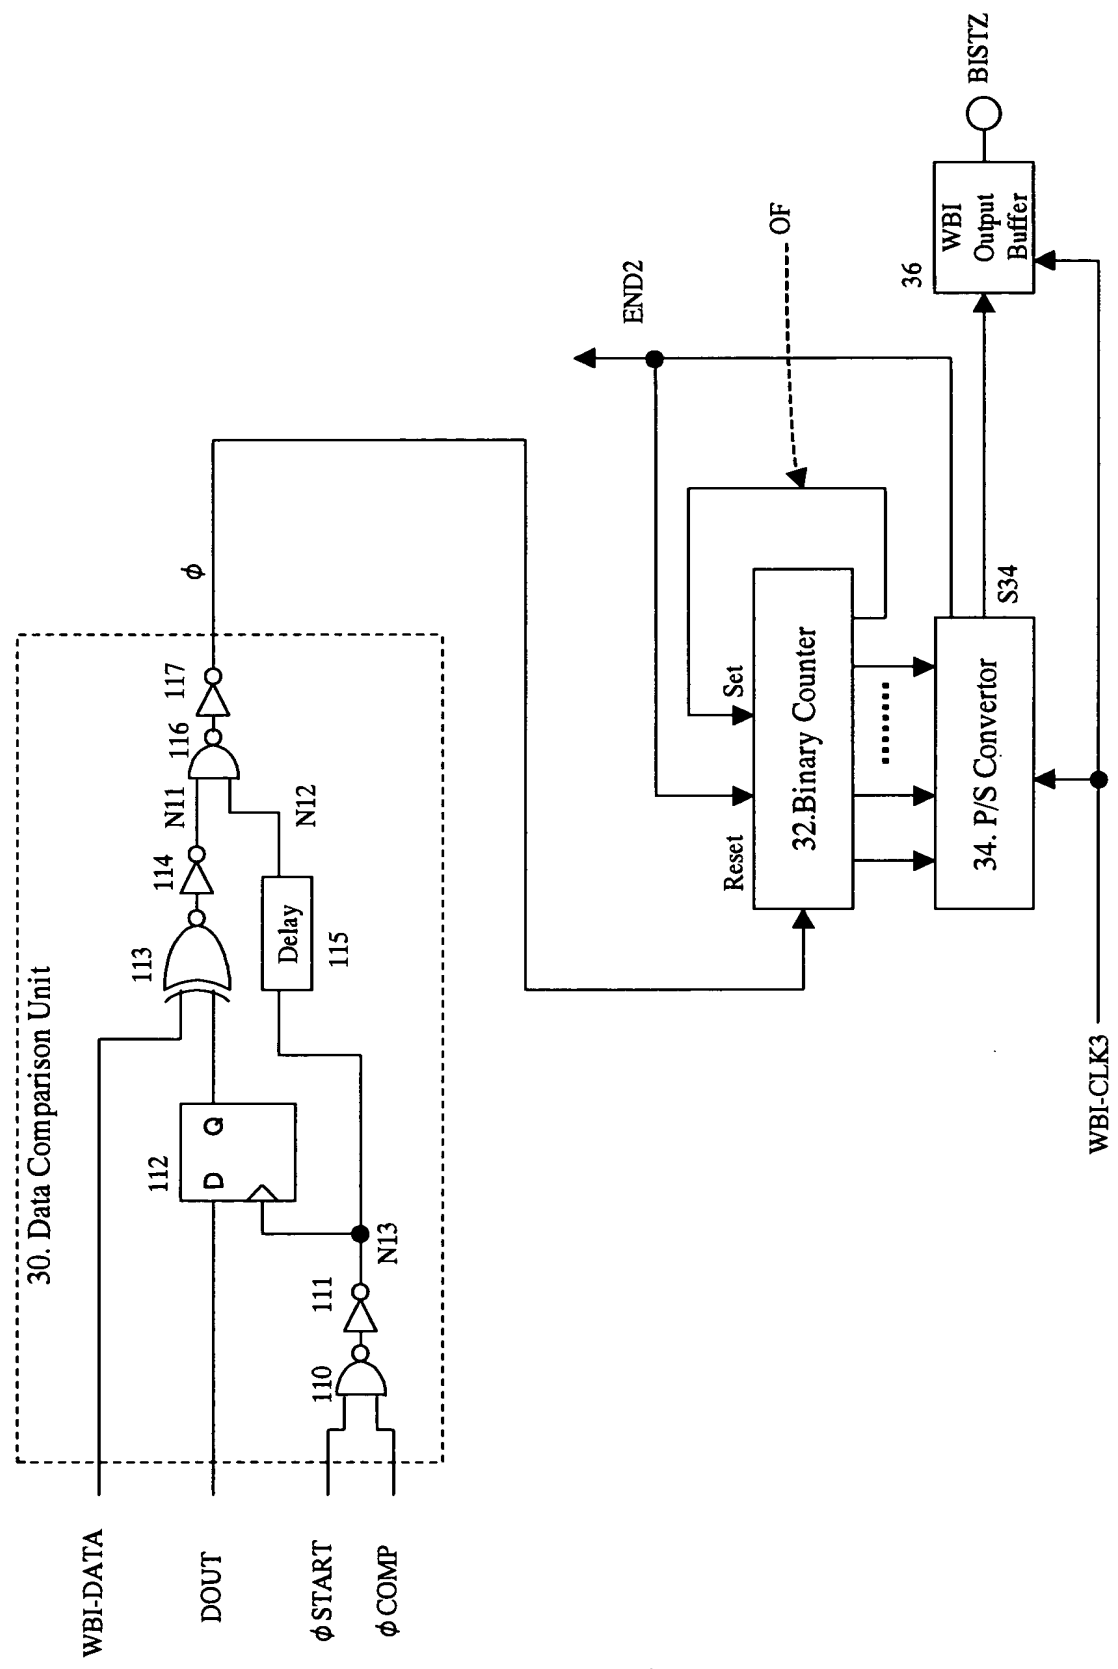 30. Data Comparison Unit
WBI-DATA
DOUT
ϕSTART
ϕCOMP
110
111
N13
112
D
Q
113
114
N11
Delay
115
N12
116
117
ϕ
Reset
Set
32.Binary Counter
OF
END2
34. P/S Convertor
S34
36
WBI
Output
Buffer
BISTZ
WBI-CLK3